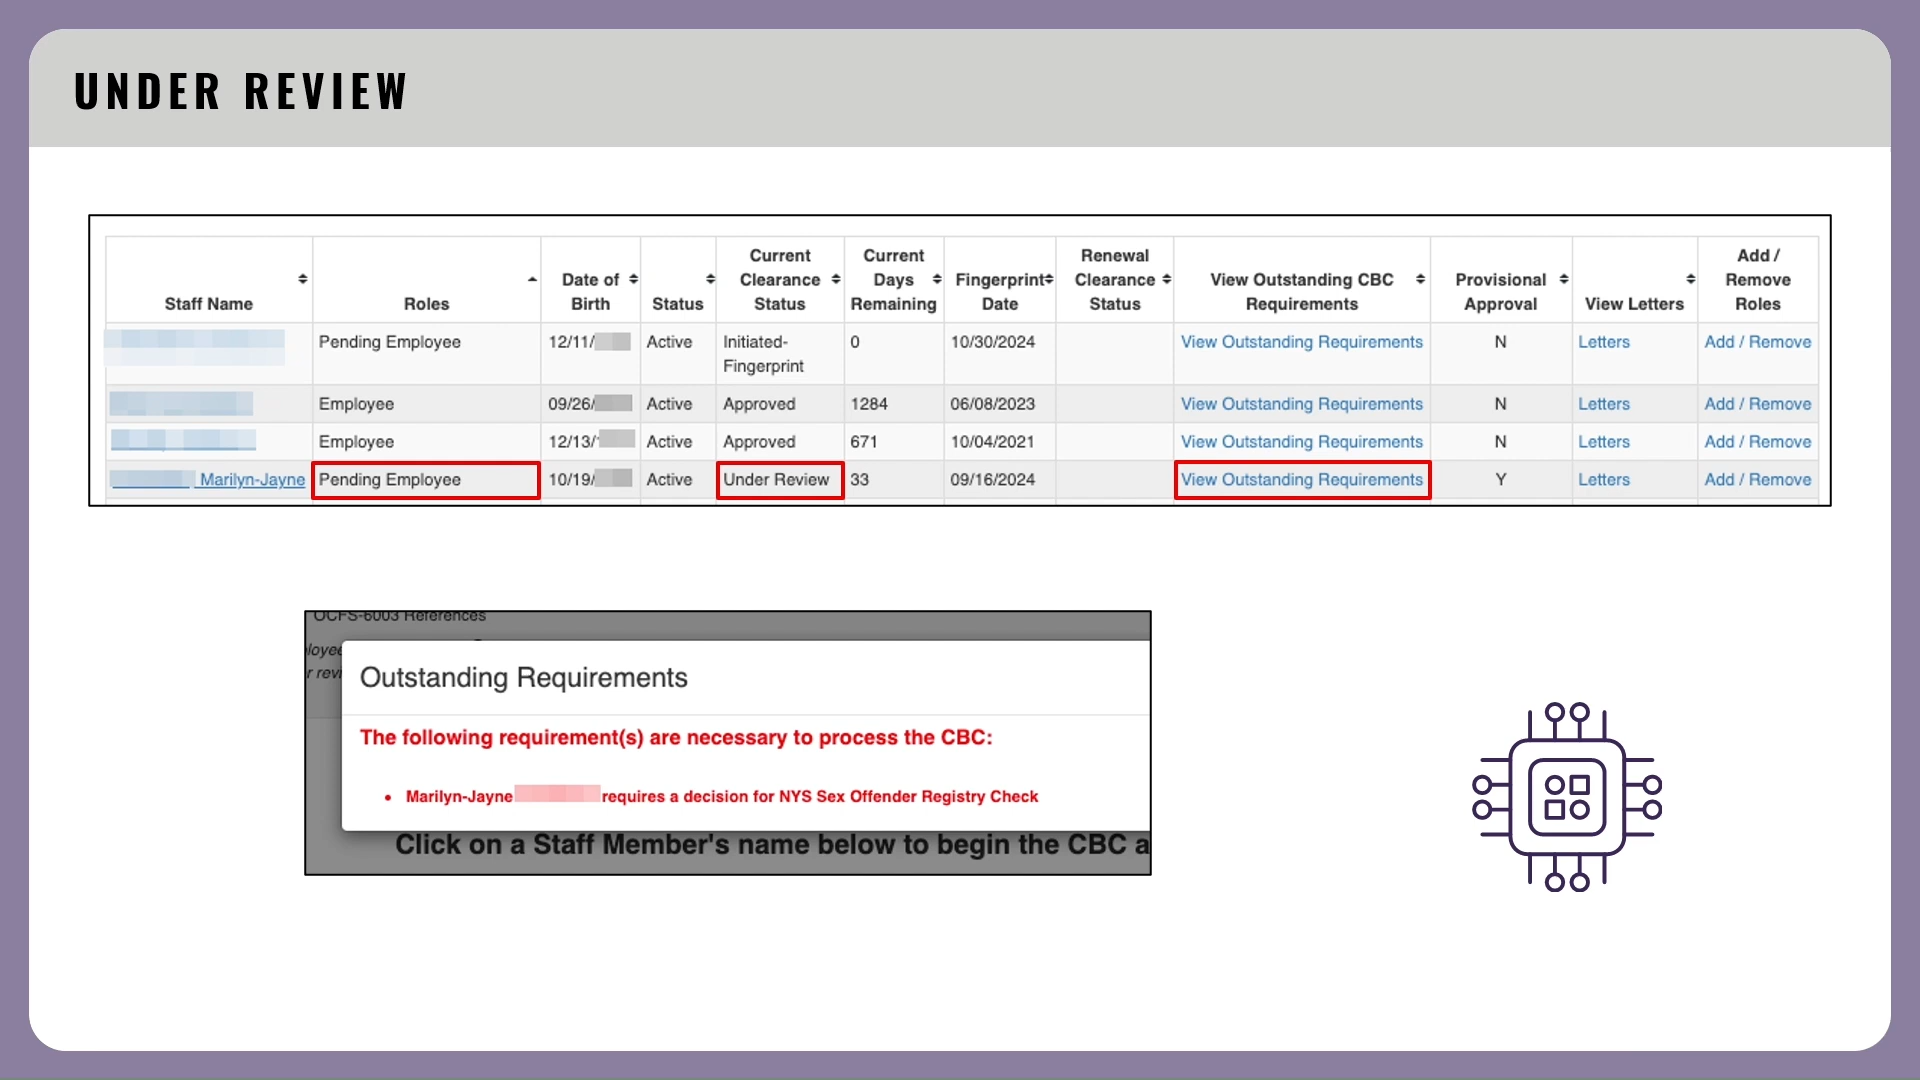 UNDER REVIEW
Staff Name Roles Date of Birth Status Current Clearance Status Current Days Remaining Fingerprint Date Renewal Clearance Status View Outstanding CBC Requirements Provisional Approval View Letters Add / Remove Roles
Pending Employee 12/11/ Active Initiated-Fingerprint 0 10/30/2024 View Outstanding Requirements N Letters Add / Remove
Employee 09/26/ Active Approved 1284 06/08/2023 View Outstanding Requirements N Letters Add / Remove
Employee 12/13/ Active Approved 671 10/04/2021 View Outstanding Requirements N Letters Add / Remove
Marilyn-Jayne Pending Employee 10/19/ Active Under Review 33 09/16/2024 View Outstanding Requirements Y Letters Add / Remove
OCFS-6003 References
loyee
r revi
Outstanding Requirements
The following requirement(s) are necessary to process the CBC:
• Marilyn-Jayne requires a decision for NYS Sex Offender Registry Check
Click on a Staff Member's name below to begin the CBC a